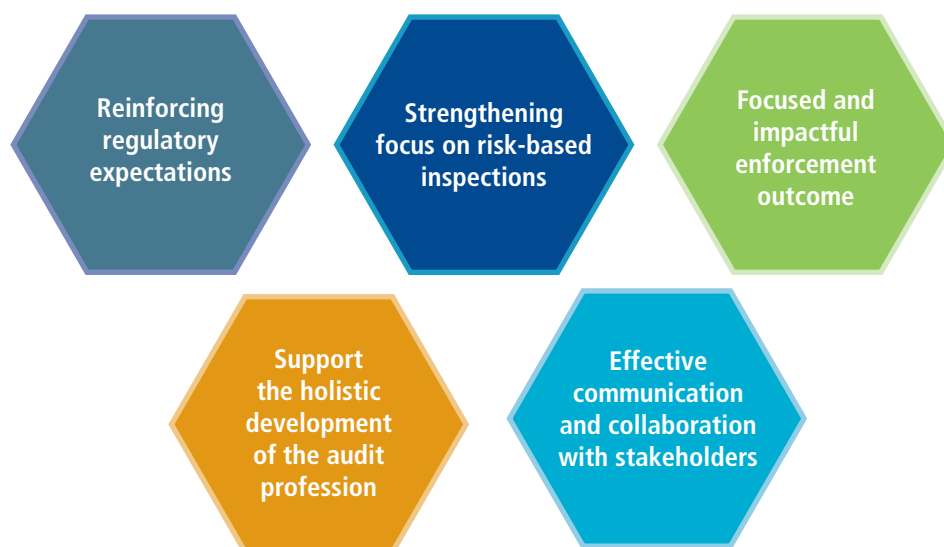 Reinforcing
regulatory
expectations
Strengthening
focus on risk-based
inspections
Focused and
impactful
enforcement
outcome
Support
the holistic
development
of the audit
profession
Effective
communication
and collaboration
with stakeholders